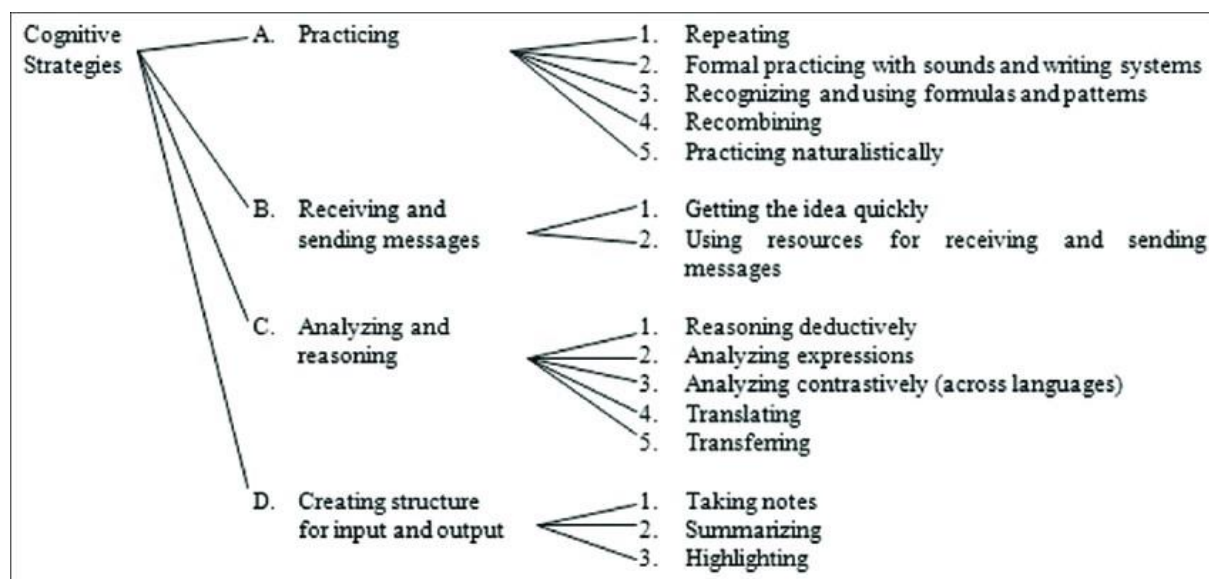 Cognitive
Strategies
A. Practicing
1. Repeating
2. Formal practicing with sounds and writing systems
3. Recognizing and using formulas and patterns
4. Recombining
5. Practicing naturalistically
B. Receiving and
sending messages
1. Getting the idea quickly
2. Using resources for receiving and sending
messages
C. Analyzing and
reasoning
1. Reasoning deductively
2. Analyzing expressions
3. Analyzing contrastively (across languages)
4. Translating
5. Transferring
D. Creating structure
for input and output
1. Taking notes
2. Summarizing
3. Highlighting